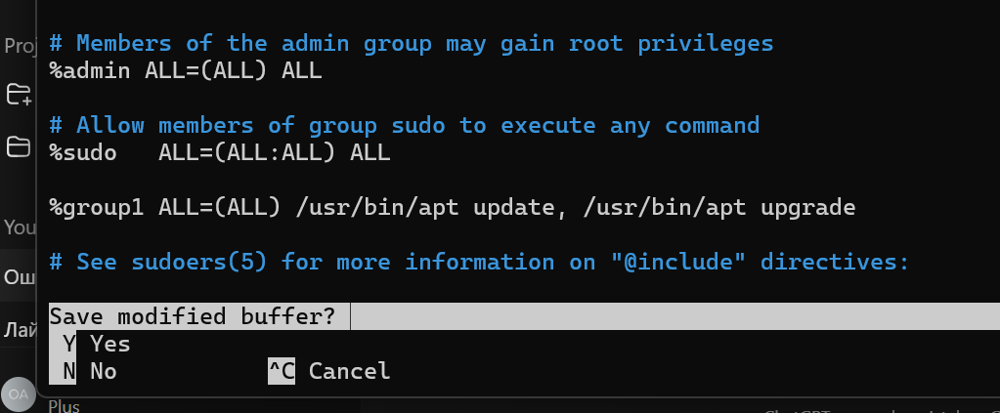 # Members of the admin group may gain root privileges
%admin ALL=(ALL) ALL
# Allow members of group sudo to execute any command
%sudo   ALL=(ALL:ALL) ALL
%group1 ALL=(ALL) /usr/bin/apt update, /usr/bin/apt upgrade
# See sudoers(5) for more information on "@include" directives:
Save modified buffer?
Y Yes
N No ^C Cancel
Proj
You
Ош
Лай
OA
Plus